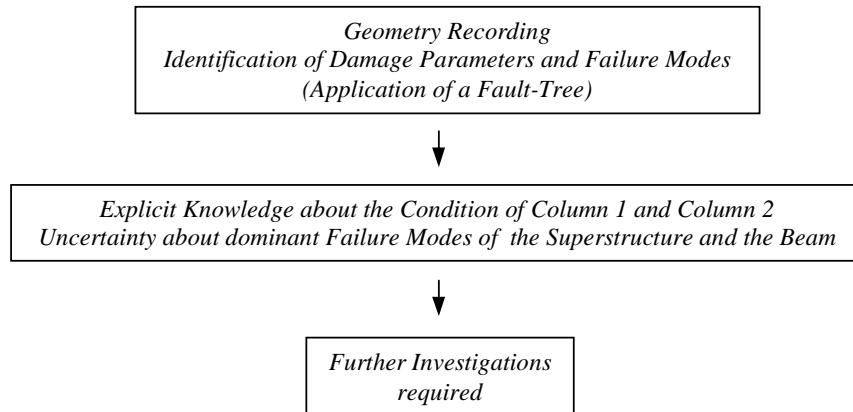 Geometry Recording
Identification of Damage Parameters and Failure Modes
(Application of a Fault-Tree)
Explicit Knowledge about the Condition of Column 1 and Column 2
Uncertainty about dominant Failure Modes of the Superstructure and the Beam
Further Investigations
required